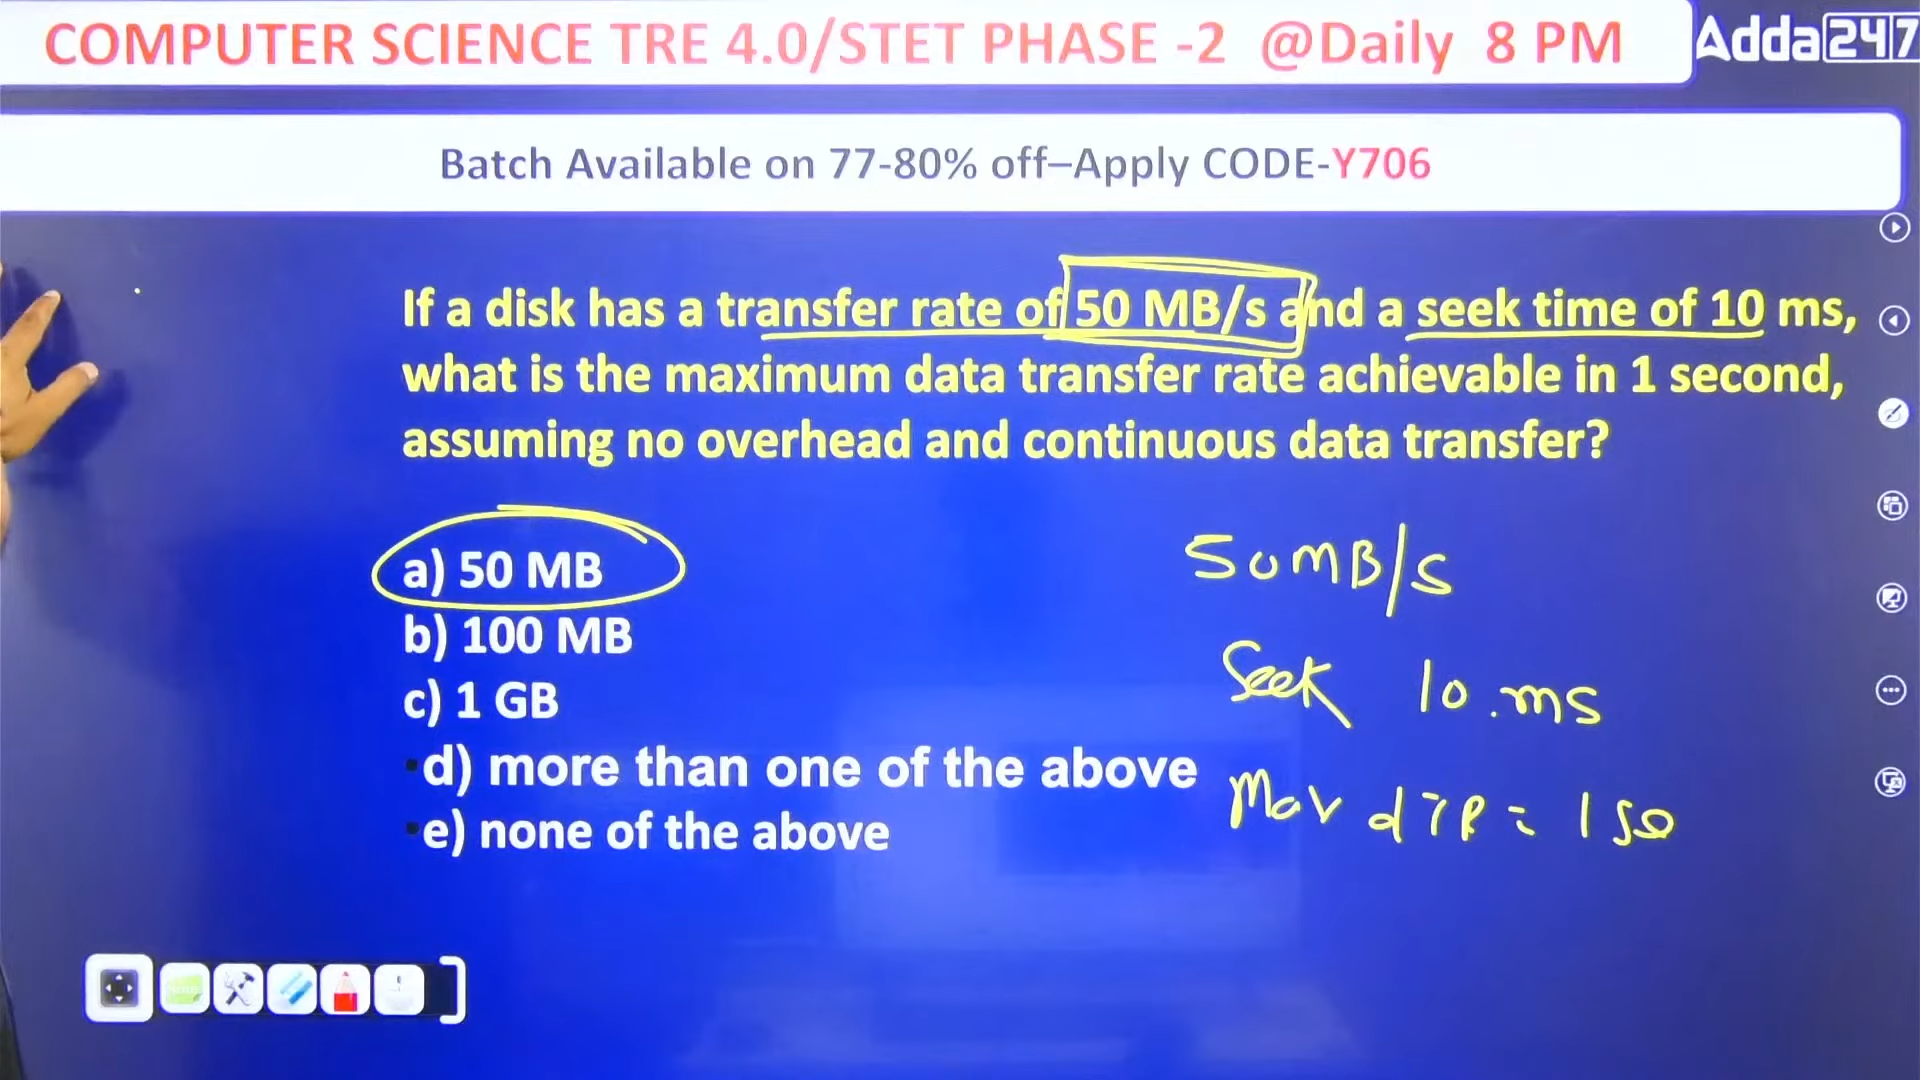 COMPUTER SCIENCE TRE 4.0/STET PHASE -2 @Daily 8 PM
Adda247
Batch Available on 77-80% off–Apply CODE-Y706
If a disk has a transfer rate of 50 MB/s and a seek time of 10 ms,
what is the maximum data transfer rate achievable in 1 second,
assuming no overhead and continuous data transfer?
a) 50 MB
b) 100 MB
c) 1 GB
d) more than one of the above
e) none of the above
50MB/s
Seek 10 .ms
Max dTR = 1 se